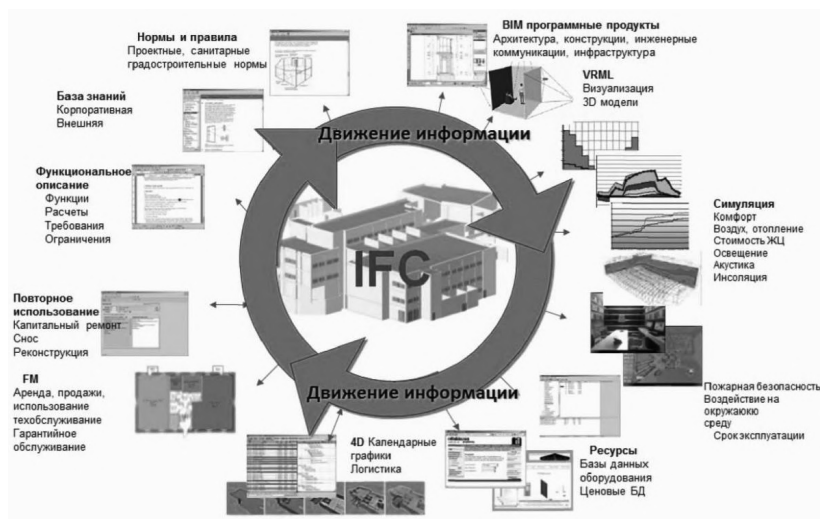 Нормы и правила
Проектные, санитарные
градостроительные нормы
BIM программные продукты
Архитектура, конструкции, инженерные
коммуникации, инфраструктура
VRML
Визуализация
3D модели
База знаний
Корпоративная
Внешняя
Движение информации
Функциональное
описание
Функции
Расчеты
Требования
Ограничения
Симуляция
Комфорт
Воздух, отопление
Стоимость ЖЦ
Освещение
Акустика
Инсоляция
IFC
Повторное
использование
Капитальный ремонт
Снос
Реконструкция
FM
Аренда, продажи,
использование
техобслуживание
Гарантийное
обслуживание
Движение информации
Пожарная безопасность
Воздействие на
окружаюкю
среду
Срок эксплуатации
4D Календарные
графики
Логистика
Ресурсы
Базы данных
оборудования
Ценовые БД